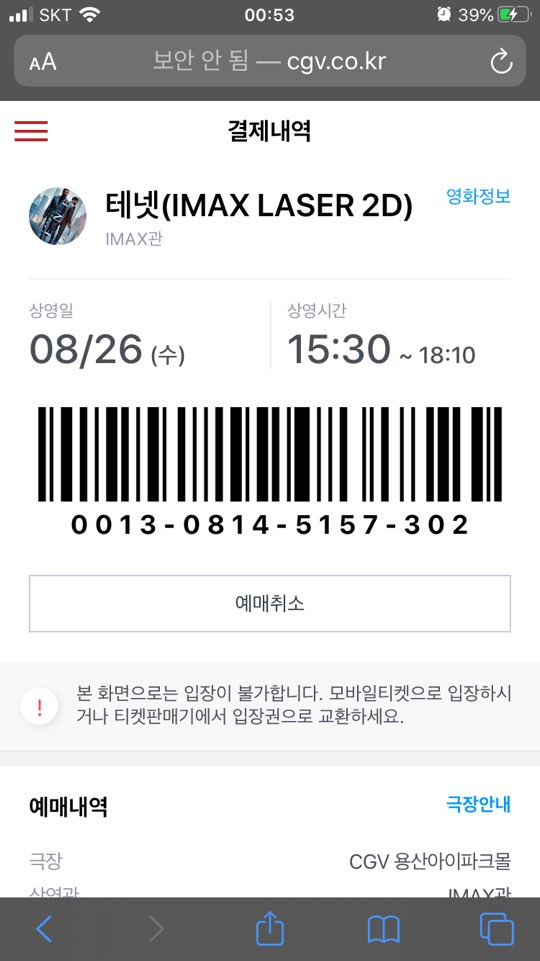 SKT 00:53 39%
AA 보안 안 됨 — cgv.co.kr
결제내역
테넷(IMAX LASER 2D) 영화정보
IMAX관
상영일 상영시간
08/26 (수) 15:30 ~ 18:10
0013-0814-5157-302
예매취소
! 본 화면으로는 입장이 불가합니다. 모바일티켓으로 입장하시
거나 티켓판매기에서 입장권으로 교환하세요.
예매내역 극장안내
극장 CGV 용산아이파크몰
상영관 IMAX관